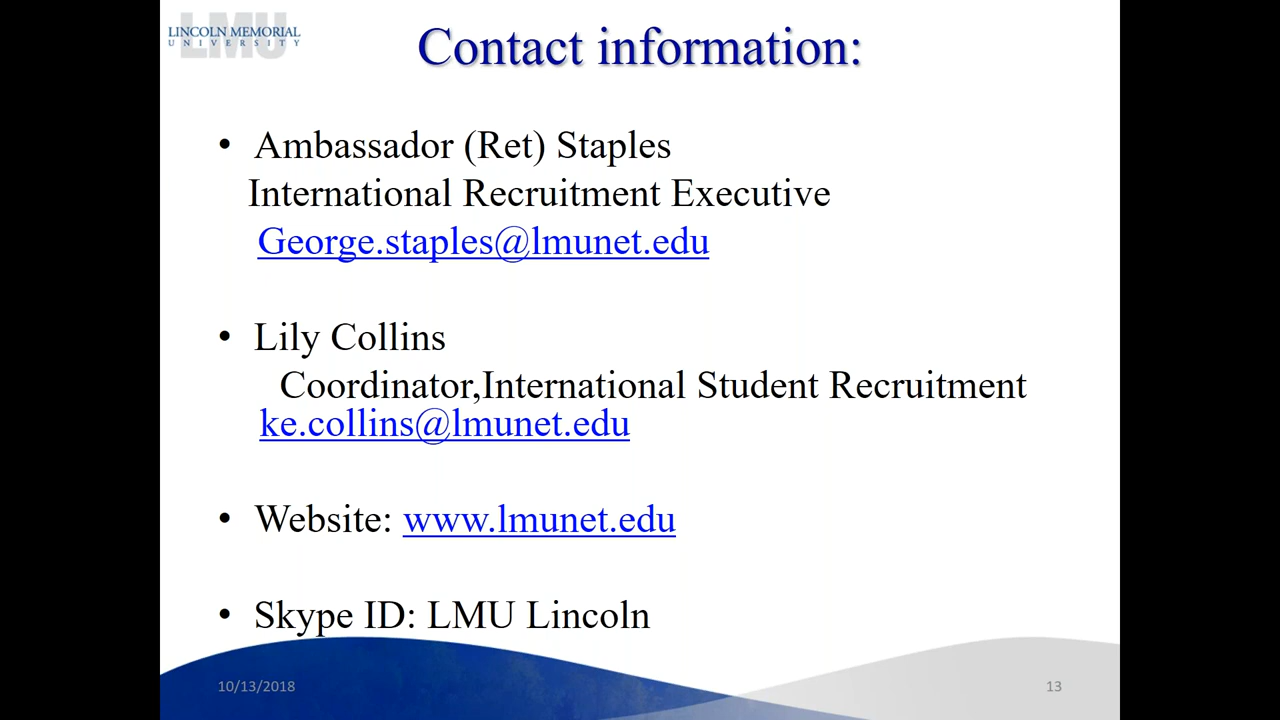 LMU
LINCOLN MEMORIAL
UNIVERSITY
Contact information:
• Ambassador (Ret) Staples
International Recruitment Executive
George.staples@lmunet.edu
• Lily Collins
Coordinator,International Student Recruitment
ke.collins@lmunet.edu
• Website: www.lmunet.edu
• Skype ID: LMU Lincoln
10/13/2018
13